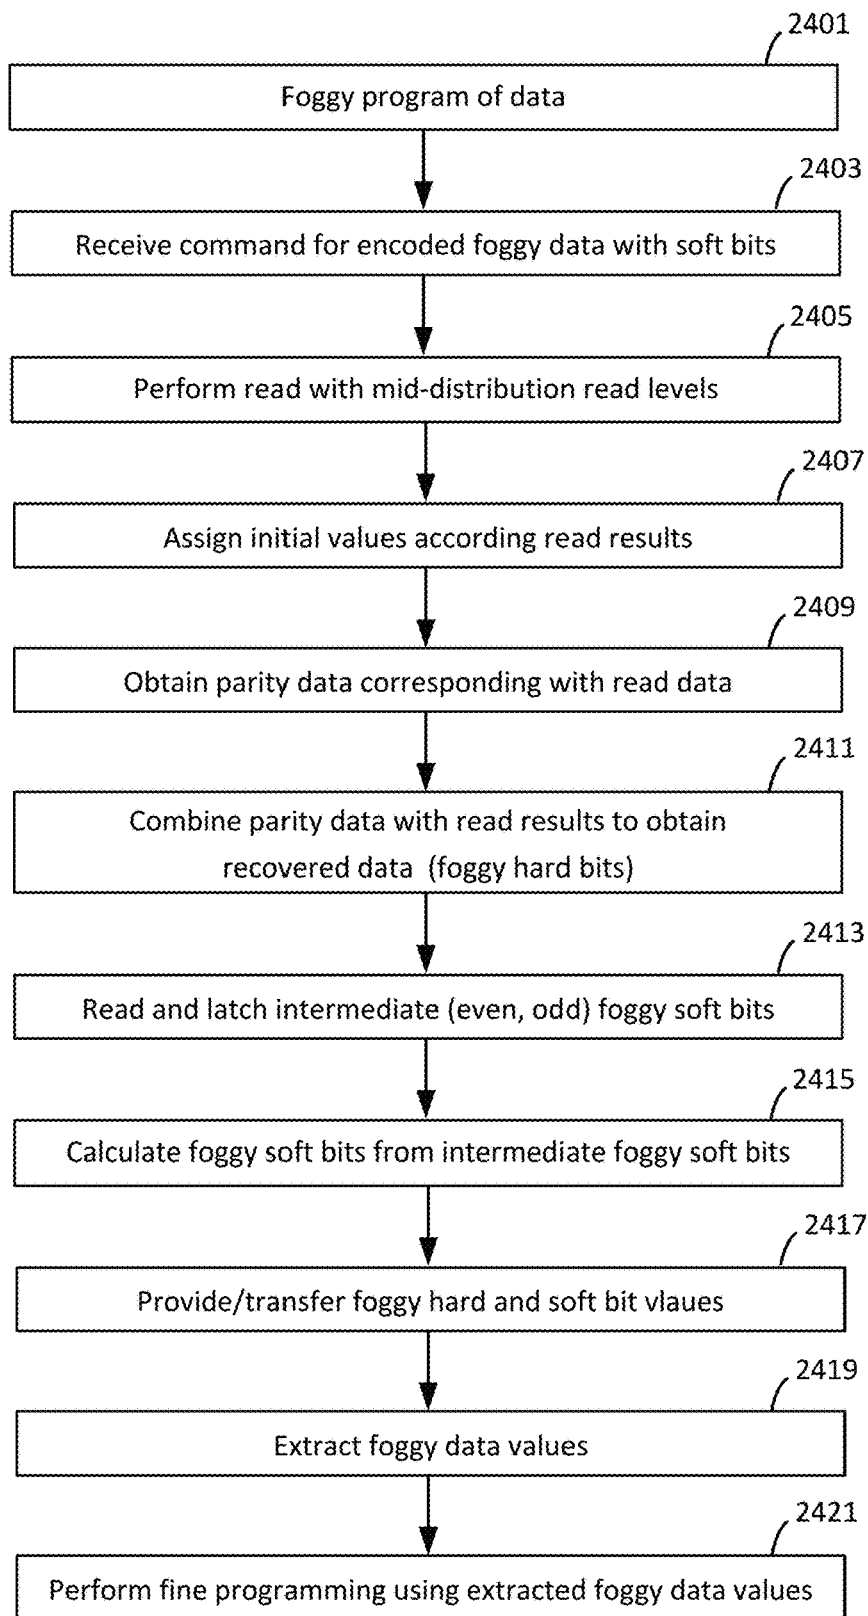 2401
Foggy program of data
2403
Receive command for encoded foggy data with soft bits
2405
Perform read with mid-distribution read levels
2407
Assign initial values according read results
2409
Obtain parity data corresponding with read data
2411
Combine parity data with read results to obtain
recovered data (foggy hard bits)
2413
Read and latch intermediate (even, odd) foggy soft bits
2415
Calculate foggy soft bits from intermediate foggy soft bits
2417
Provide/transfer foggy hard and soft bit vlaues
2419
Extract foggy data values
2421
Perform fine programming using extracted foggy data values